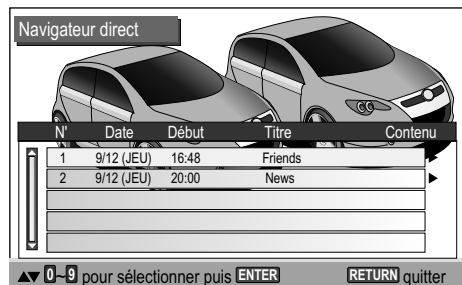 Navigateur direct
N' Date Début Titre Contenu
1 9/12 (JEU) 16:48 Friends
2 9/12 (JEU) 20:00 News
▲▼ 0~9 pour sélectionner puis ENTER RETURN quitter